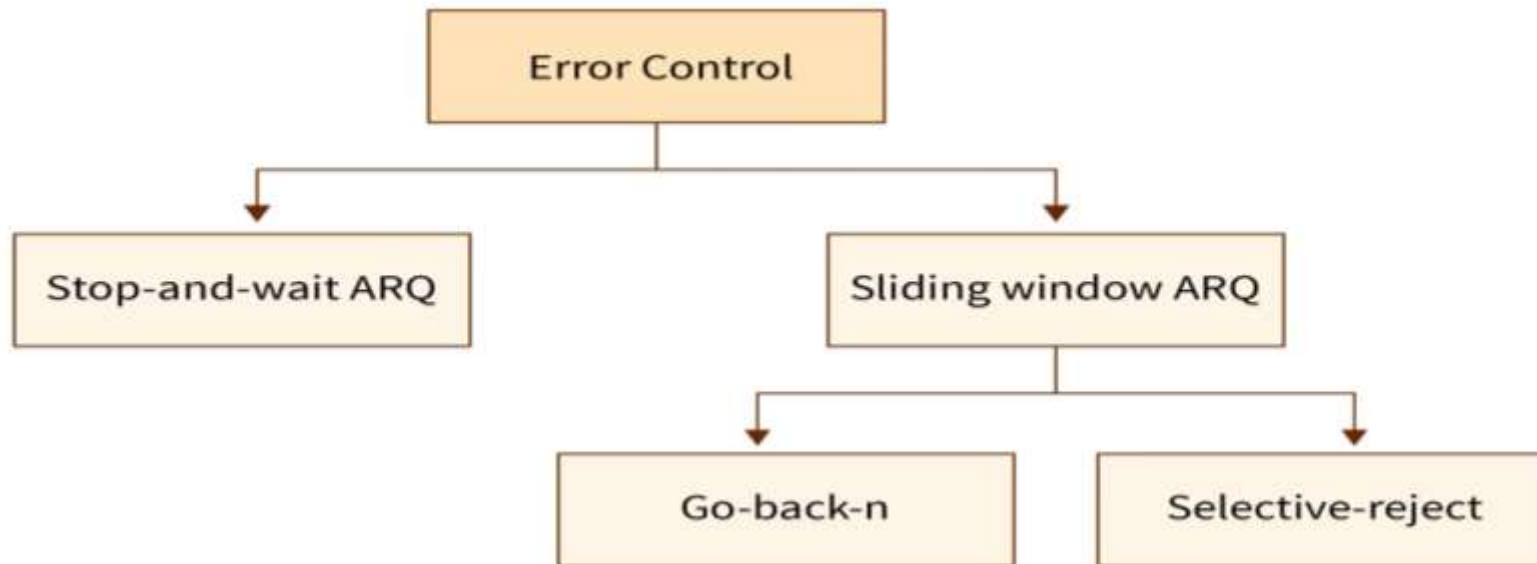 Error Control
Stop-and-wait ARQ
Sliding window ARQ
Go-back-n
Selective-reject